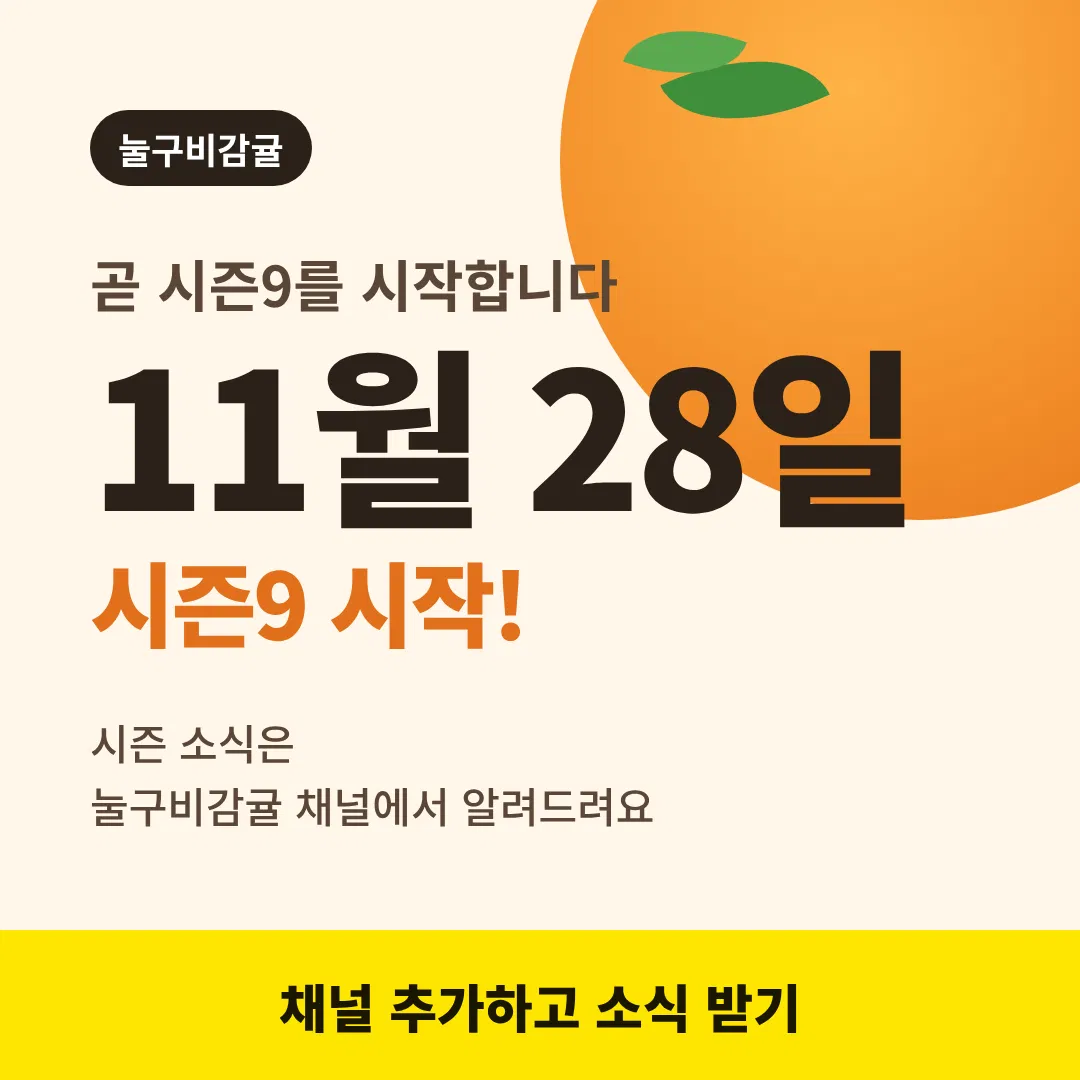 눌구비감귤
곧 시즌9를 시작합니다
11월 28일
시즌9 시작!
시즌 소식은
눌구비감귤 채널에서 알려드려요
채널 추가하고 소식 받기